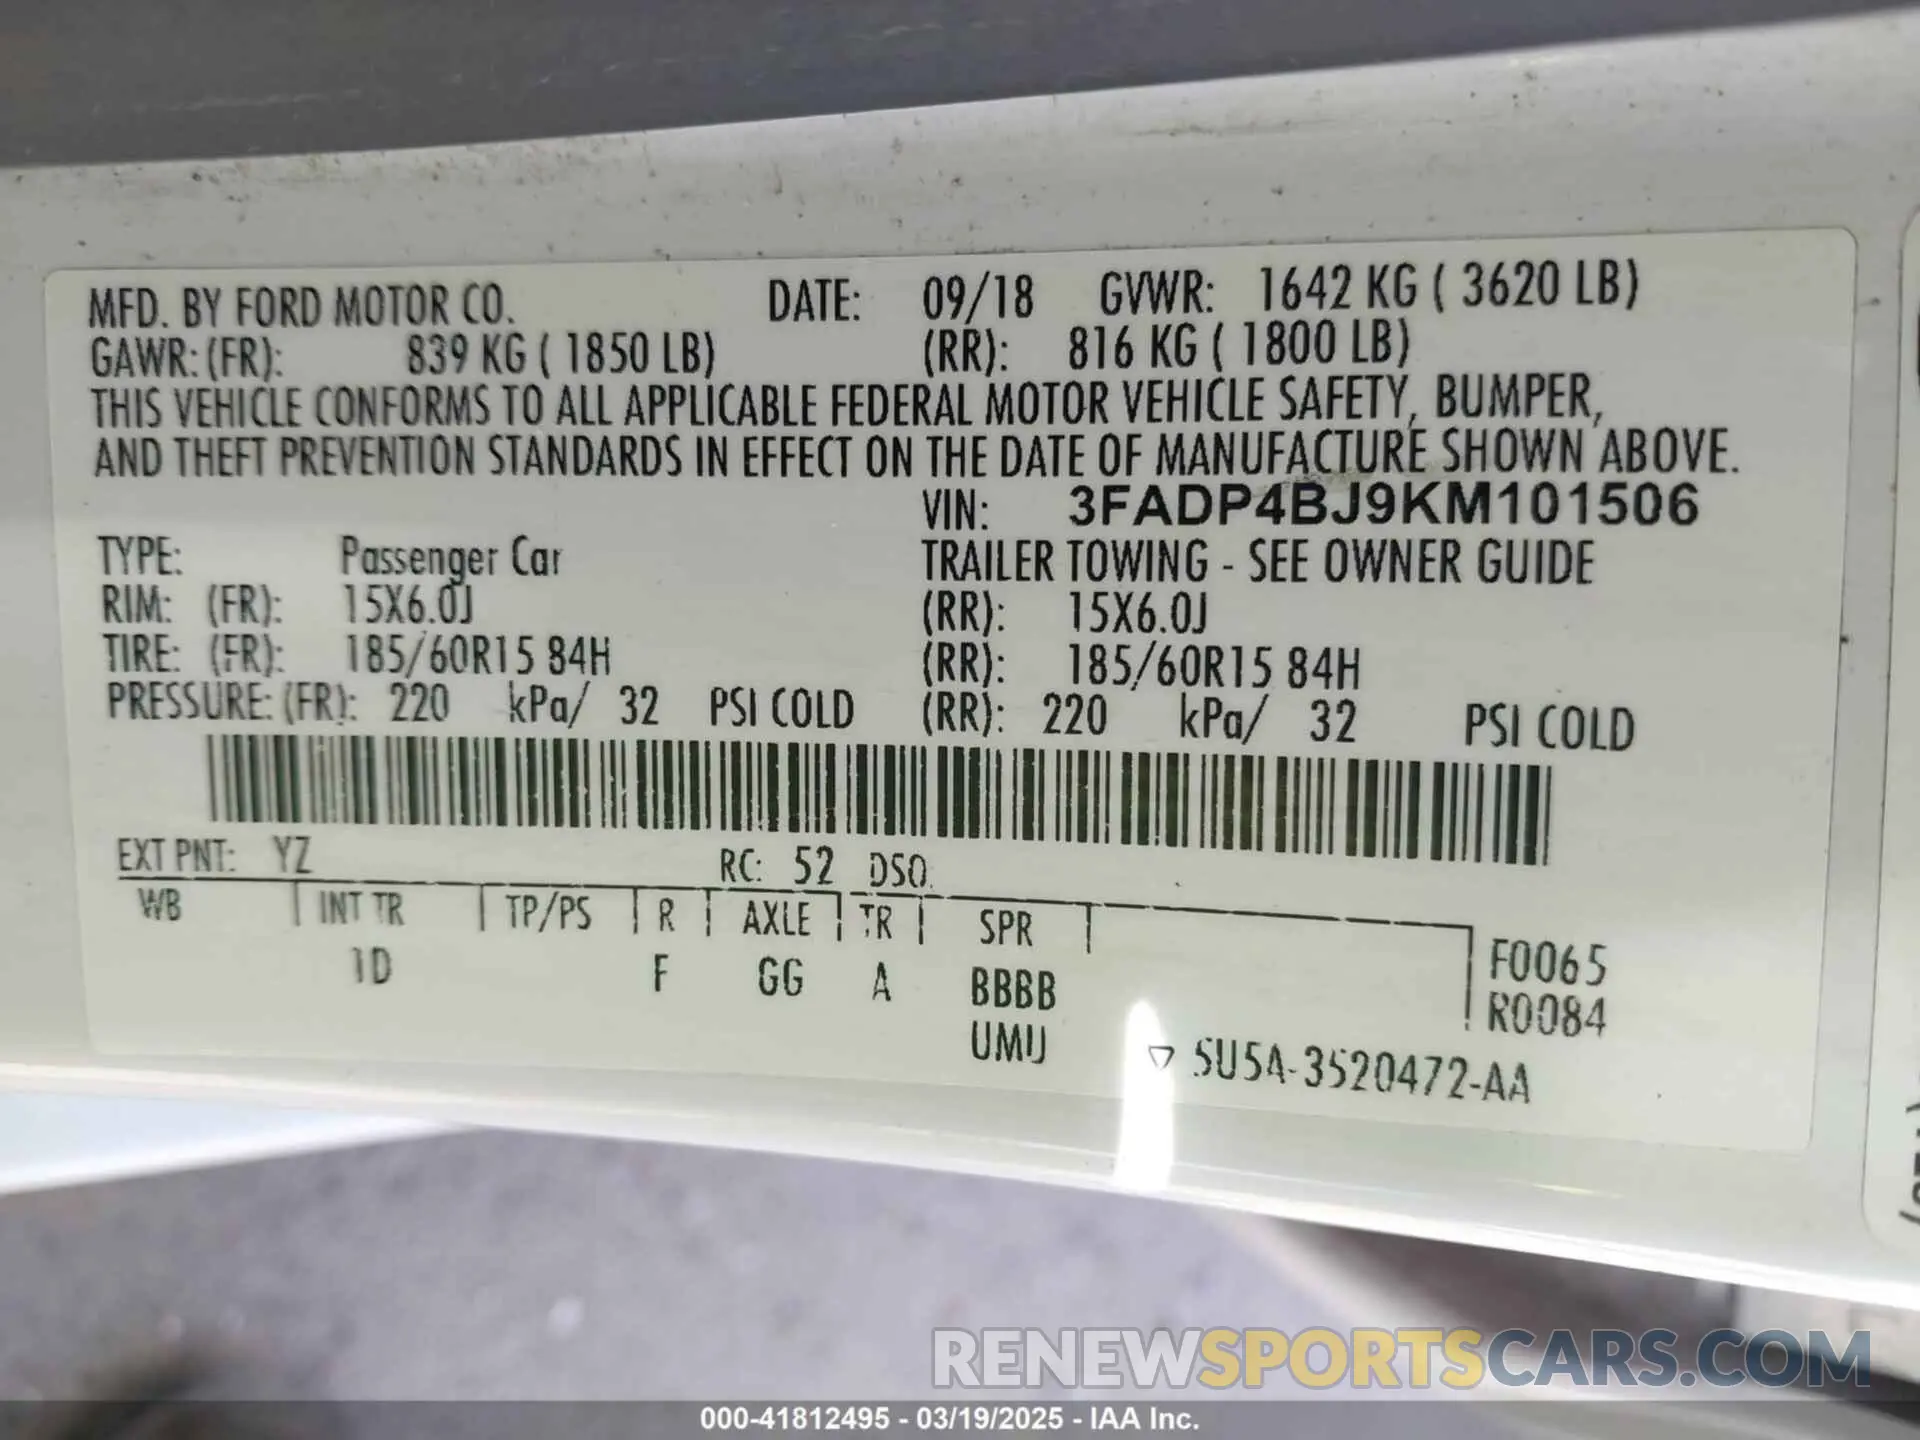 MFD. BY FORD MOTOR CO. DATE: 09/18 GVWR: 1642 KG ( 3620 LB)
GAWR: (FR): 839 KG ( 1850 LB) (RR): 816 KG ( 1800 LB)
THIS VEHICLE CONFORMS TO ALL APPLICABLE FEDERAL MOTOR VEHICLE SAFETY, BUMPER,
AND THEFT PREVENTION STANDARDS IN EFFECT ON THE DATE OF MANUFACTURE SHOWN ABOVE.
VIN: 3FADP4BJ9KM101506
TYPE: Passenger Car TRAILER TOWING - SEE OWNER GUIDE
RIM: (FR): 15X6.0J (RR): 15X6.0J
TIRE: (FR): 185/60R15 84H (RR): 185/60R15 84H
PRESSURE: (FR): 220 kPa/ 32 PSI COLD (RR): 220 kPa/ 32 PSI COLD
EXT PNT: YZ RC: 52 DSO:
WB INT TR TP/PS R AXLE TR SPR
1D F GG A BBBB
UMU
F0065
R0084
5U5A-3520472-AA
RENEWSPORTSCARS.COM
000-41812495 - 03/19/2025 - IAA Inc.